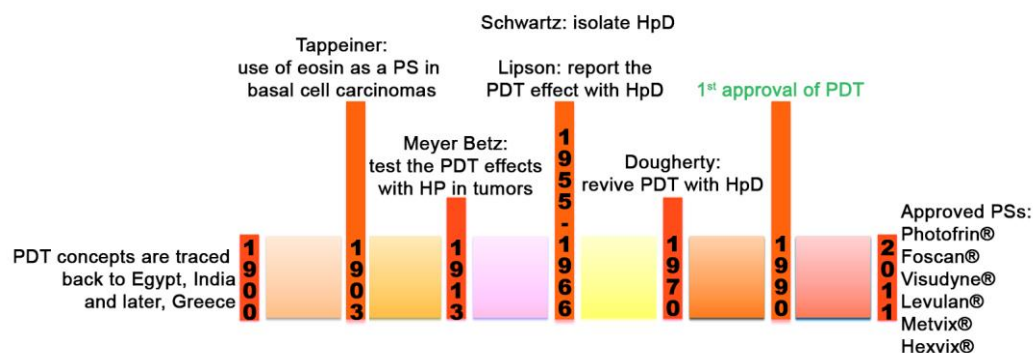 PDT concepts are traced
back to Egypt, India
and later, Greece
1900
Tappeiner:
use of eosin as a PS in
basal cell carcinomas
1903
Meyer Betz:
test the PDT effects
with HP in tumors
1913
Schwartz: isolate HpD
Lipson: report the
PDT effect with HpD
1955-1966
Dougherty:
revive PDT with HpD
1970
1st approval of PDT
1990
2011
Approved PSs:
Photofrin®
Foscan®
Visudyne®
Levulan®
Metvix®
Hexvix®